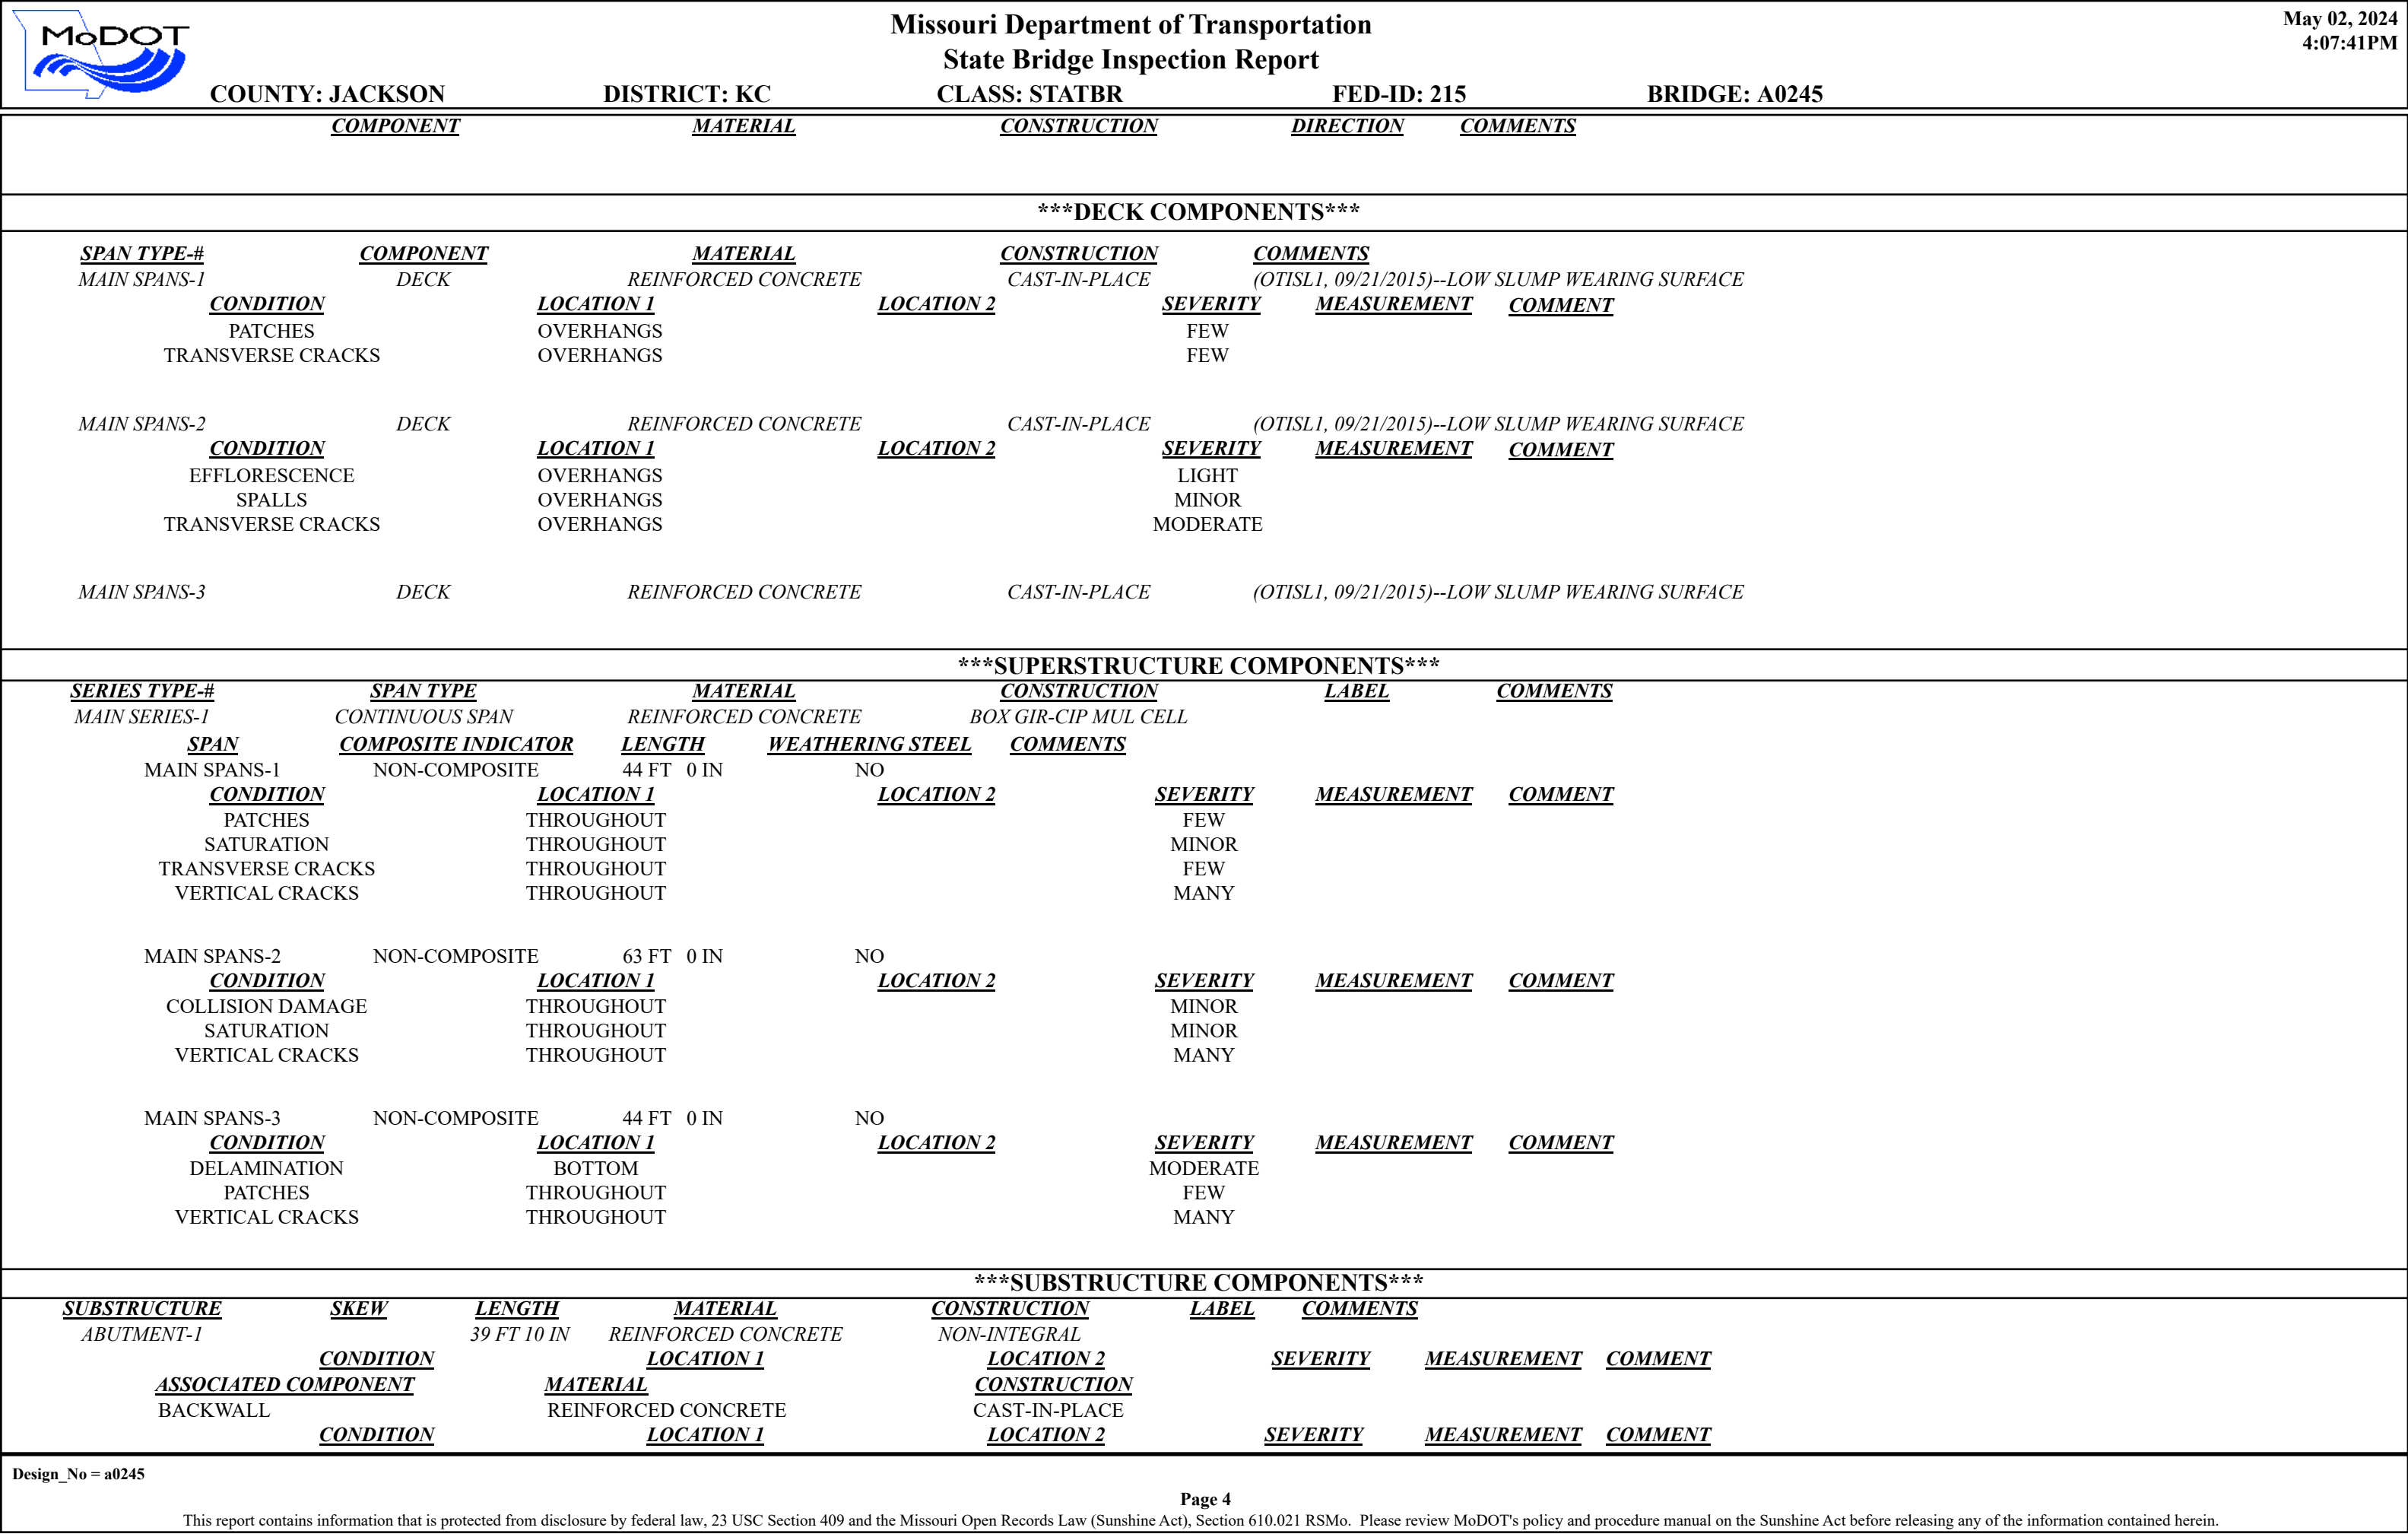 MoDOT
Missouri Department of Transportation
State Bridge Inspection Report
May 02, 2024
4:07:41PM
COUNTY: JACKSON DISTRICT: KC CLASS: STATBR FED-ID: 215 BRIDGE: A0245
COMPONENT MATERIAL CONSTRUCTION DIRECTION COMMENTS
***DECK COMPONENTS***
SPAN TYPE-# COMPONENT MATERIAL CONSTRUCTION COMMENTS
MAIN SPANS-1 DECK REINFORCED CONCRETE CAST-IN-PLACE (OTISL1, 09/21/2015)--LOW SLUMP WEARING SURFACE
CONDITION LOCATION 1 LOCATION 2 SEVERITY MEASUREMENT COMMENT
PATCHES OVERHANGS FEW
TRANSVERSE CRACKS OVERHANGS FEW
MAIN SPANS-2 DECK REINFORCED CONCRETE CAST-IN-PLACE (OTISL1, 09/21/2015)--LOW SLUMP WEARING SURFACE
CONDITION LOCATION 1 LOCATION 2 SEVERITY MEASUREMENT COMMENT
EFFLORESCENCE OVERHANGS LIGHT
SPALLS OVERHANGS MINOR
TRANSVERSE CRACKS OVERHANGS MODERATE
MAIN SPANS-3 DECK REINFORCED CONCRETE CAST-IN-PLACE (OTISL1, 09/21/2015)--LOW SLUMP WEARING SURFACE
***SUPERSTRUCTURE COMPONENTS***
SERIES TYPE-# SPAN TYPE MATERIAL CONSTRUCTION LABEL COMMENTS
MAIN SERIES-1 CONTINUOUS SPAN REINFORCED CONCRETE BOX GIR-CIP MUL CELL
SPAN COMPOSITE INDICATOR LENGTH WEATHERING STEEL COMMENTS
MAIN SPANS-1 NON-COMPOSITE 44 FT 0 IN NO
CONDITION LOCATION 1 LOCATION 2 SEVERITY MEASUREMENT COMMENT
PATCHES THROUGHOUT FEW
SATURATION THROUGHOUT MINOR
TRANSVERSE CRACKS THROUGHOUT FEW
VERTICAL CRACKS THROUGHOUT MANY
MAIN SPANS-2 NON-COMPOSITE 63 FT 0 IN NO
CONDITION LOCATION 1 LOCATION 2 SEVERITY MEASUREMENT COMMENT
COLLISION DAMAGE THROUGHOUT MINOR
SATURATION THROUGHOUT MINOR
VERTICAL CRACKS THROUGHOUT MANY
MAIN SPANS-3 NON-COMPOSITE 44 FT 0 IN NO
CONDITION LOCATION 1 LOCATION 2 SEVERITY MEASUREMENT COMMENT
DELAMINATION BOTTOM MODERATE
PATCHES THROUGHOUT FEW
VERTICAL CRACKS THROUGHOUT MANY
***SUBSTRUCTURE COMPONENTS***
SUBSTRUCTURE SKEW LENGTH MATERIAL CONSTRUCTION LABEL COMMENTS
ABUTMENT-1 39 FT 10 IN REINFORCED CONCRETE NON-INTEGRAL
CONDITION LOCATION 1 LOCATION 2 SEVERITY MEASUREMENT COMMENT
ASSOCIATED COMPONENT MATERIAL CONSTRUCTION
BACKWALL REINFORCED CONCRETE CAST-IN-PLACE
CONDITION LOCATION 1 LOCATION 2 SEVERITY MEASUREMENT COMMENT
Design_No = a0245
Page 4
This report contains information that is protected from disclosure by federal law, 23 USC Section 409 and the Missouri Open Records Law (Sunshine Act), Section 610.021 RSMo. Please review MoDOT's policy and procedure manual on the Sunshine Act before releasing any of the information contained herein.